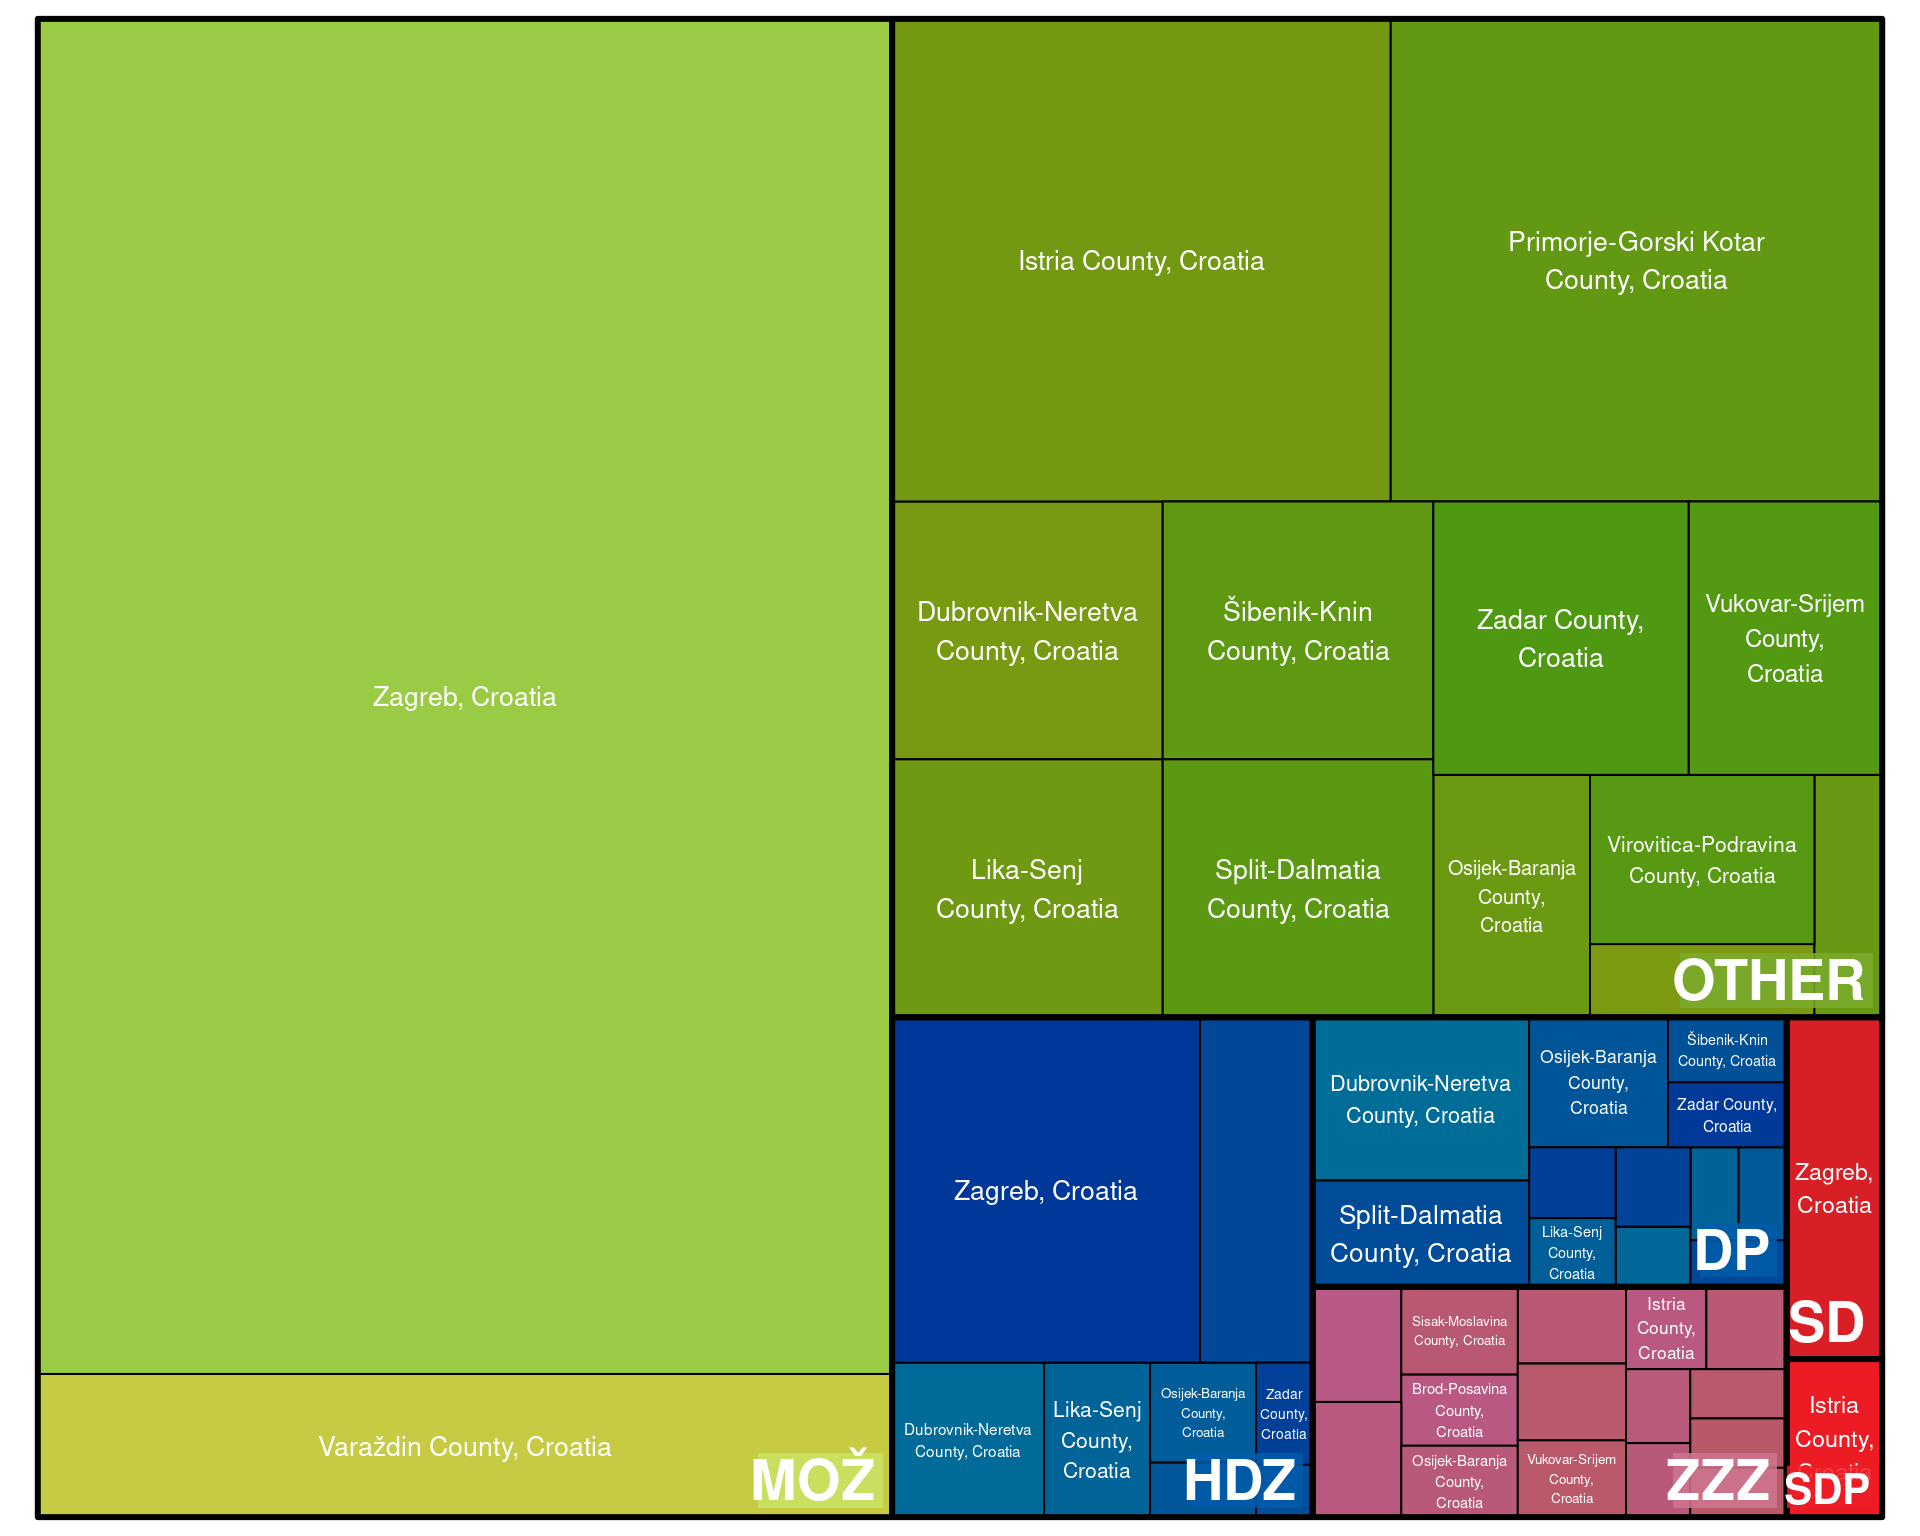 Zagreb, Croatia
Varaždin County, Croatia
MOŽ
Istria County, Croatia
Primorje-Gorski Kotar
County, Croatia
Dubrovnik-Neretva
County, Croatia
Šibenik-Knin
County, Croatia
Zadar County,
Croatia
Vukovar-Srijem
County,
Croatia
Lika-Senj
County, Croatia
Split-Dalmatia
County, Croatia
Osijek-Baranja
County,
Croatia
Virovitica-Podravina
County, Croatia
OTHER
Zagreb, Croatia
Dubrovnik-Neretva
County, Croatia
Lika-Senj
County,
Croatia
Osijek-Baranja
County,
Croatia
Zadar
County,
Croatia
HDZ
Dubrovnik-Neretva
County, Croatia
Split-Dalmatia
County, Croatia
Osijek-Baranja
County,
Croatia
Šibenik-Knin
County, Croatia
Zadar County,
Croatia
Lika-Senj
County,
Croatia
DP
Sisak-Moslavina
County, Croatia
Brod-Posavina
County,
Croatia
Osijek-Baranja
County,
Croatia
Vukovar-Srijem
County,
Croatia
Istria
County,
Croatia
ZZZ
Zagreb,
Croatia
SD
Istria
County,
Croatia
SDP